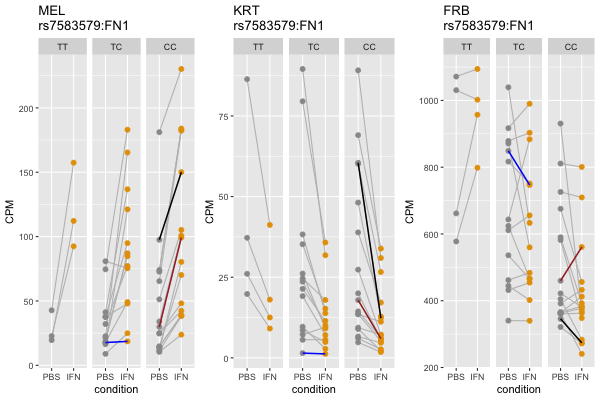 MEL
rs7583579:FN1
TT
TC
CC
CPM
200
150
100
50
0
PBS IFN
PBS IFN
PBS IFN
condition
KRT
rs7583579:FN1
TT
TC
CC
CPM
75
50
25
0
PBS IFN
PBS IFN
PBS IFN
condition
FRB
rs7583579:FN1
TT
TC
CC
CPM
1000
800
600
400
200
PBS IFN
PBS IFN
PBS IFN
condition